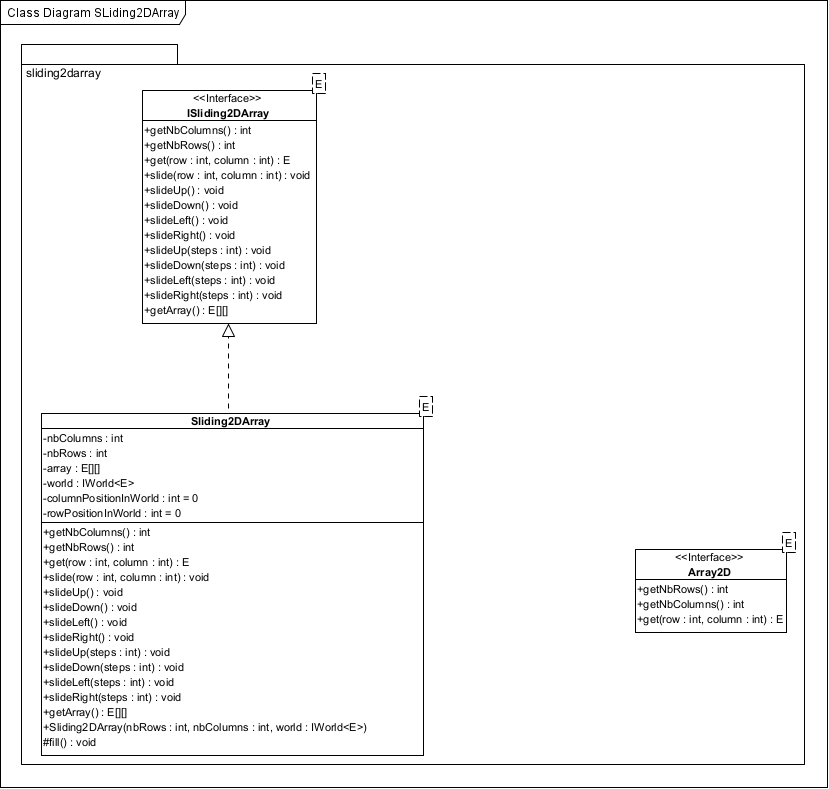 Class Diagram SLiding2DArray
sliding2darray
E
<<Interface>>
ISliding2DArray
+getNbColumns() : int
+getNbRows() : int
+get(row : int, column : int) : E
+slide(row : int, column : int) : void
+slideUp() : void
+slideDown() : void
+slideLeft() : void
+slideRight() : void
+slideUp(steps : int) : void
+slideDown(steps : int) : void
+slideLeft(steps : int) : void
+slideRight(steps : int) : void
+getArray() : E[][]
E
Sliding2DArray
-nbColumns : int
-nbRows : int
-array : E[][]
-world : IWorld<E>
-columnPositionInWorld : int = 0
-rowPositionInWorld : int = 0
+getNbColumns() : int
+getNbRows() : int
+get(row : int, column : int) : E
+slide(row : int, column : int) : void
+slideUp() : void
+slideDown() : void
+slideLeft() : void
+slideRight() : void
+slideUp(steps : int) : void
+slideDown(steps : int) : void
+slideLeft(steps : int) : void
+slideRight(steps : int) : void
+getArray() : E[][]
+Sliding2DArray(nbRows : int, nbColumns : int, world : IWorld<E>)
#fill() : void
E
<<Interface>>
Array2D
+getNbRows() : int
+getNbColumns() : int
+get(row : int, column : int) : E